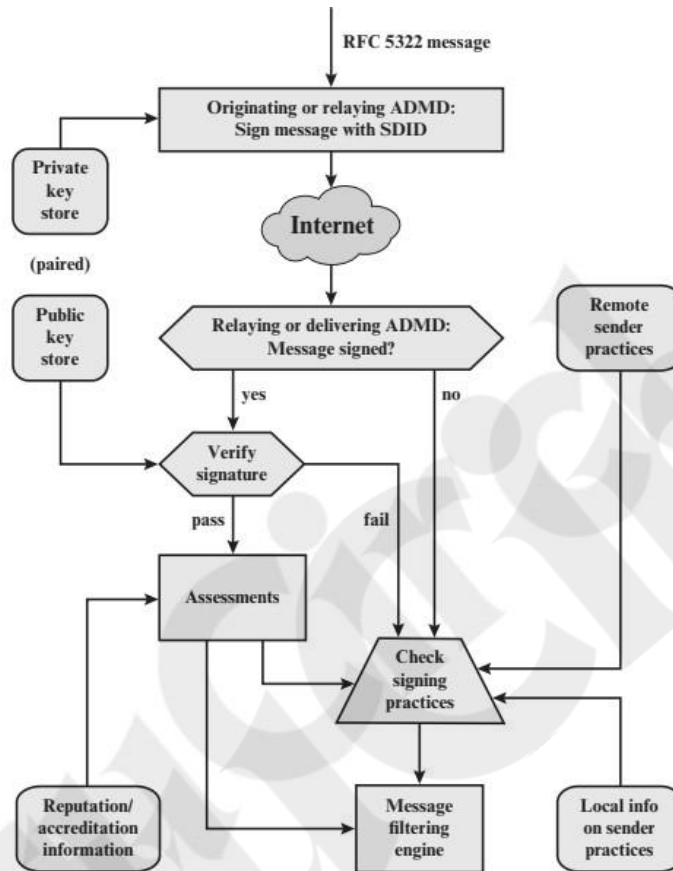 RFC 5322 message
Originating or relaying ADMD:
Sign message with SDID
Private
key
store
Internet
(paired)
Public
key
store
Relaying or delivering ADMD:
Message signed?
Remote
sender
practices
yes
no
Verify
signature
pass
fail
Assessments
Check
signing
practices
Reputation/
accreditation
information
Message
filtering
engine
Local info
on sender
practices